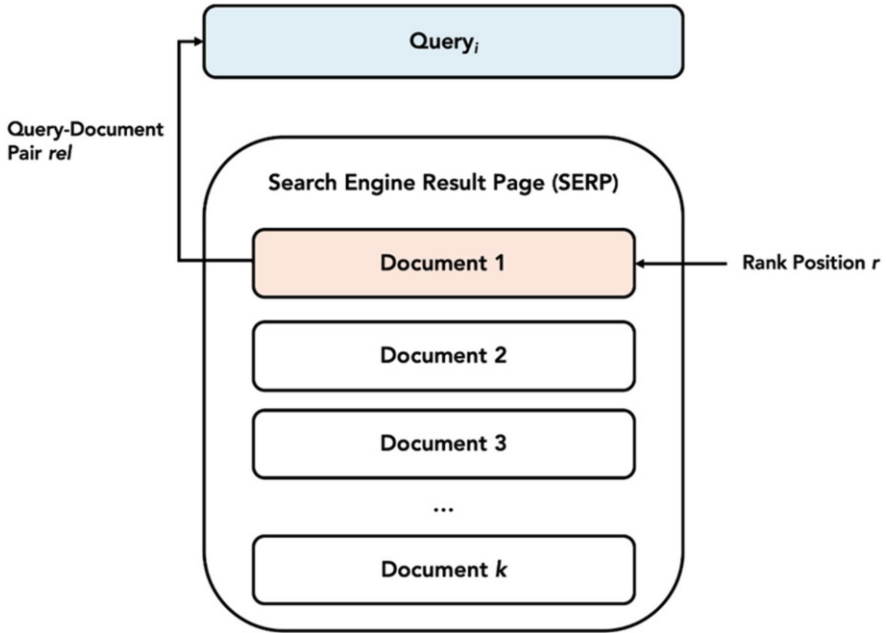 Query_i
Query-Document
Pair rel
Search Engine Result Page (SERP)
Document 1
Rank Position r
Document 2
Document 3
...
Document k